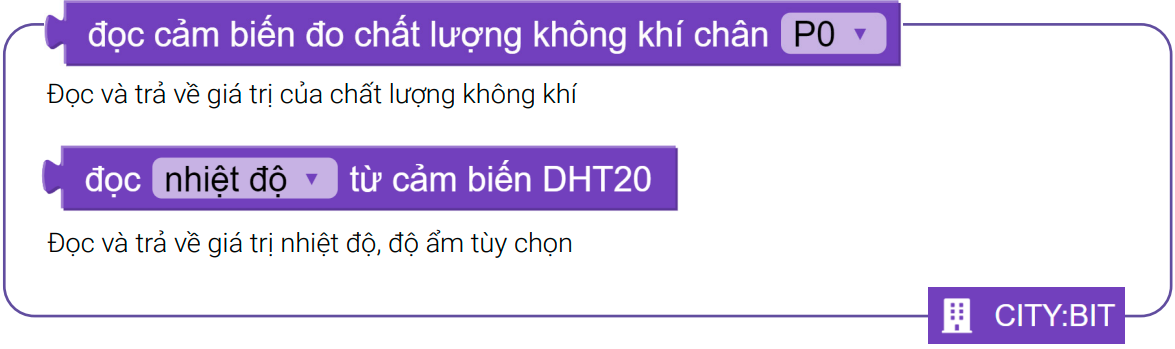 đọc cảm biến đo chất lượng không khí chân P0
Đọc và trả về giá trị của chất lượng không khí
đọc nhiệt độ từ cảm biến DHT20
Đọc và trả về giá trị nhiệt độ, độ ẩm tùy chọn
CITY:BIT